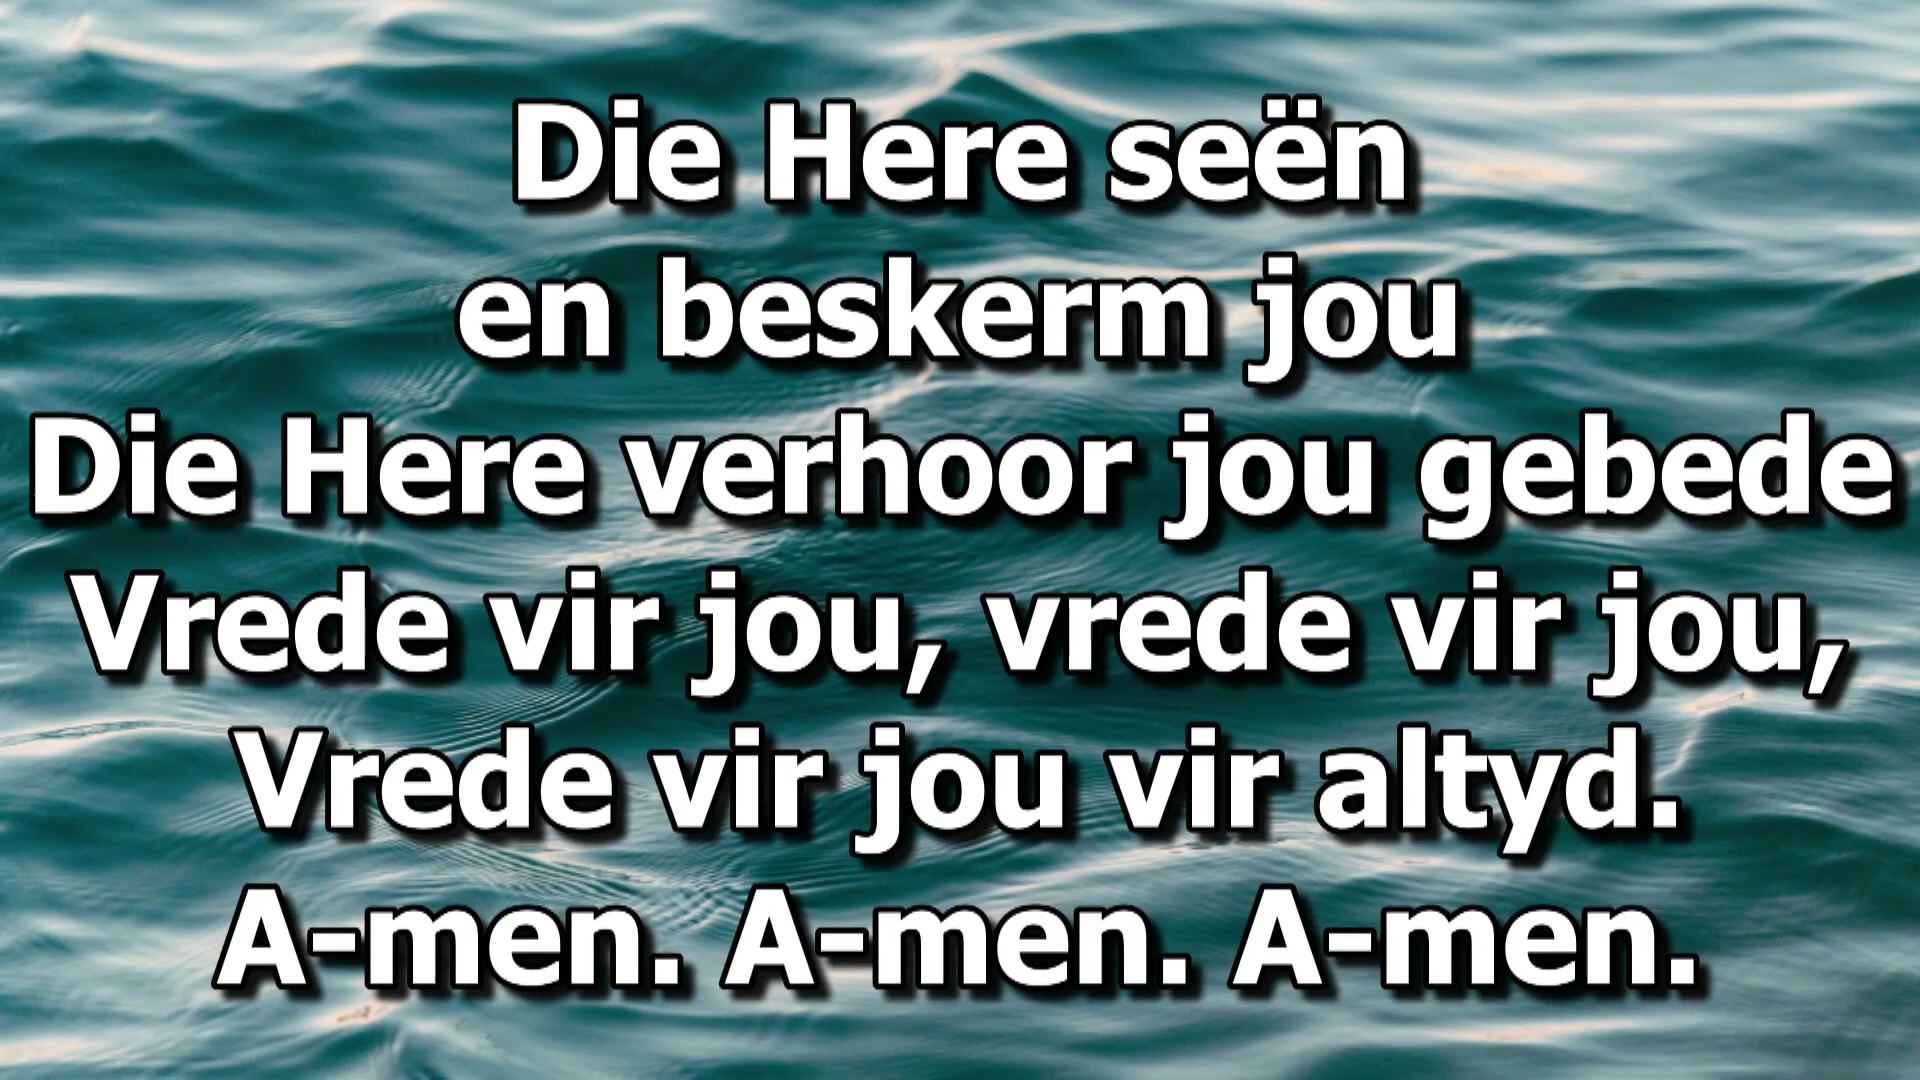 Die Here seën
en beskerm jou
Die Here verhoor jou gebede
Vrede vir jou, vrede vir jou,
Vrede vir jou vir altyd.
A-men. A-men. A-men.